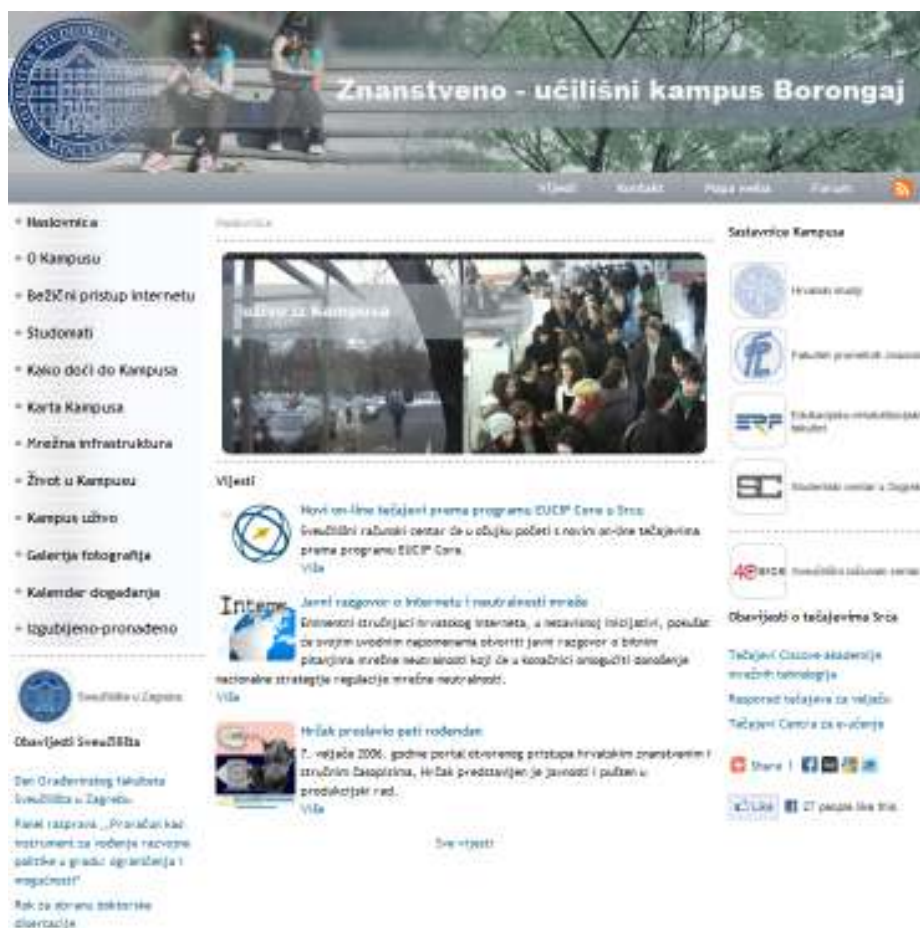 Znanstveno - učilišni kampus Borongaj
Vijesti Kontakt Mapa weba Forum
Naslovnica
O Kampusu
Bežični pristup internetu
Studomati
Kako doći do Kampusa
Karta Kampusa
Mrežna infrastruktura
Život u Kampusu
Kampus uživo
Galerija fotografija
Kalendar događanja
Izgubljeno-pronađeno
Sveučilište u Zagrebu
Obavijesti Sveučilišta
Dan Građevinskog fakulteta
Sveučilišta u Zagrebu
Panel rasprava „Proračun kao
instrument za vođenje razvojne
politike u gradu: ograničenja i
mogućnosti"
Rok za obranu doktorske
disertacije
Naslovnica
uživo iz Kampusa
Vijesti
Novi on-line tečajevi prema programu EUCIP Core u Srcu
Sveučilišni računski centar će u ožujku početi s novim on-line tečajevima
prema programu EUCIP Core.
Više
Javni razgovor o Internetu i neutralnosti mreže
Eminentni stručnjaci hrvatskog interneta, u nezavisnoj inicijativi, pokušat
će svojim uvodnim napomenama otvoriti javni razgovor o bitnim
pitanjima mrežne neutralnosti koji će u konačnici omogućiti donošenje
nacionalne strategije regulacije mrežne neutralnosti.
Više
Hrčak proslavio peti rođendan
7. veljače 2006. godine portal otvorenog pristupa hrvatskim znanstvenim i
stručnim časopisima, Hrčak predstavljen je javnosti i pušten u
produkcijski rad.
Više
Sve vijesti
Sastavnice Kampusa
Hrvatski studiji
Fakultet prometnih znanosti
ERF
Edukacijsko-rehabilitacijski
fakultet
SC
Studentski centar u Zagreb
srce
Sveučilišni računski centar
Obavijesti o tečajevima Srca
Tečajevi Ciscove akademije
mrežnih tehnologija
Raspored tečajeva za veljaču
Tečajevi Centra za e-učenje
Share |
Like 27 people like this.